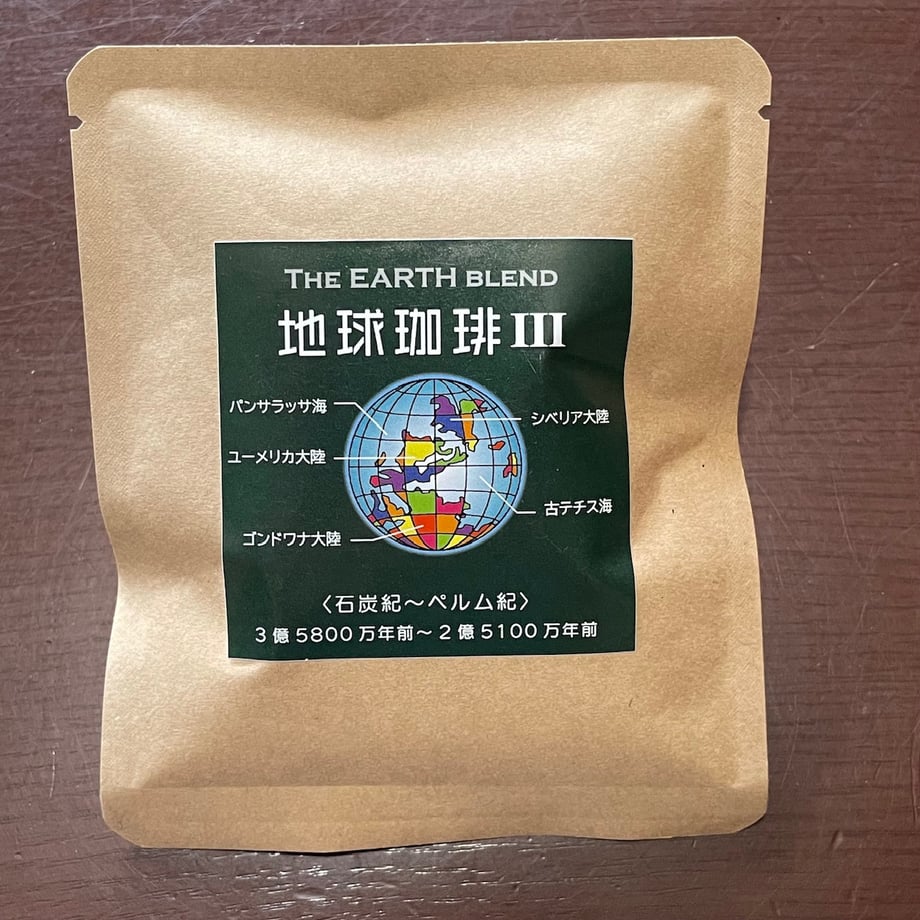 THE EARTH BLEND
地球珈琲III
パンサラッサ海
シベリア大陸
ユーメリカ大陸
古テチス海
ゴンドワナ大陸
〈石炭紀～ペルム紀〉
3億5800万年前～2億5100万年前